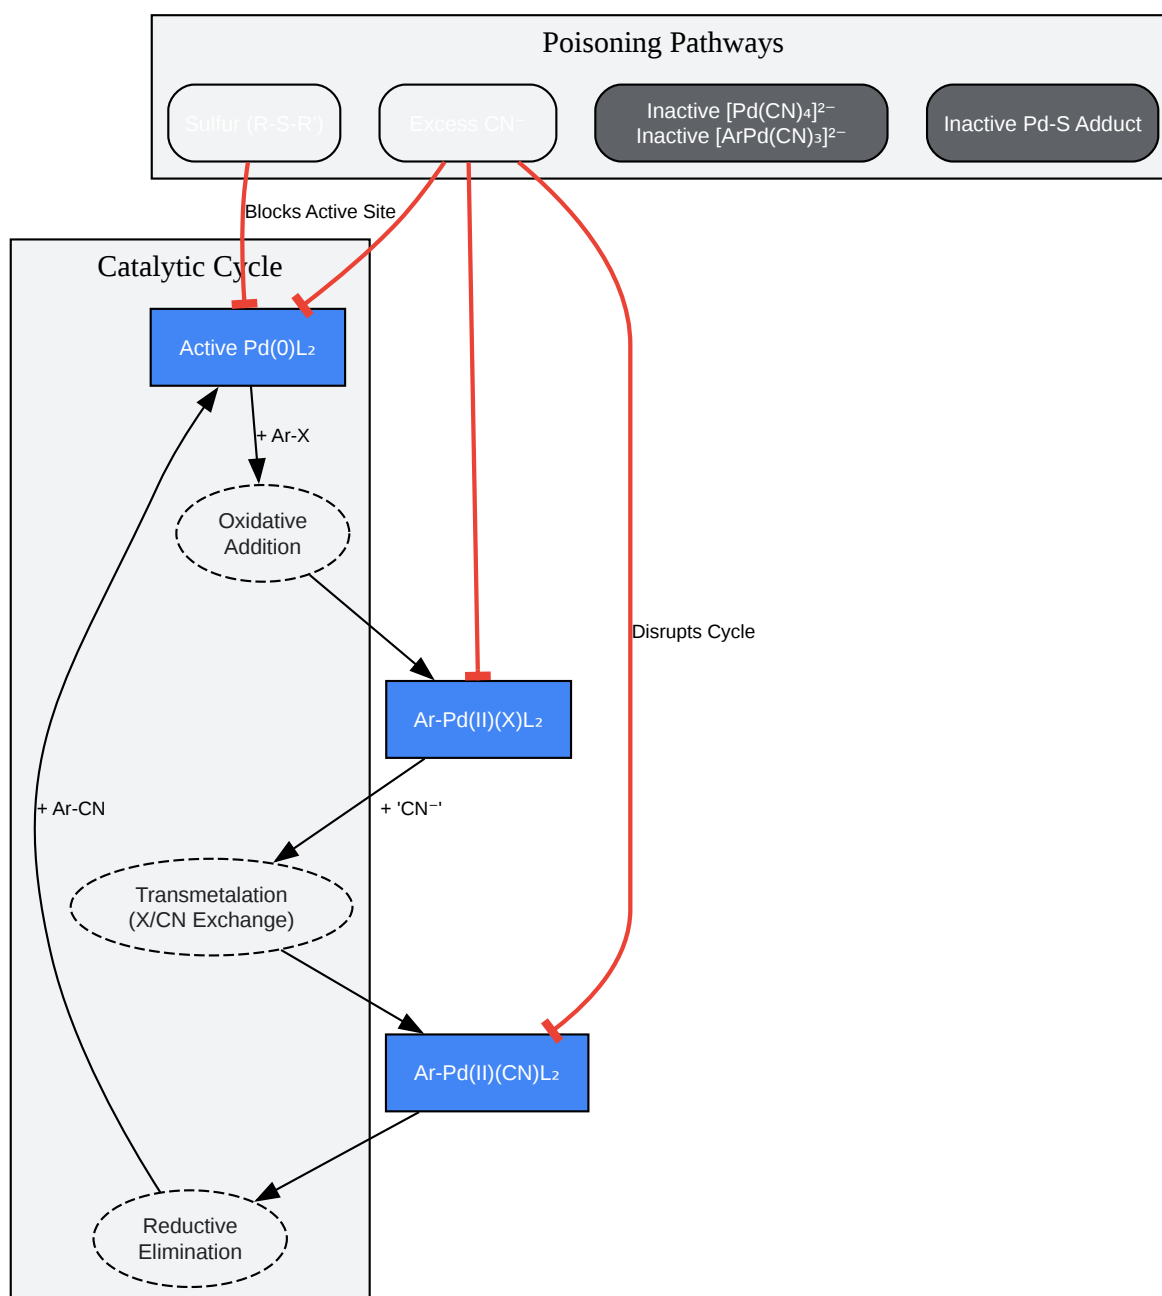 Poisoning Pathways
Sulfur (R-S-R')
Excess CN⁻
Inactive [Pd(CN)₄]²⁻
Inactive [ArPd(CN)₃]²⁻
Inactive Pd-S Adduct
Blocks Active Site
Catalytic Cycle
Active Pd(0)L₂
+ Ar-X
Oxidative
Addition
Disrupts Cycle
Ar-Pd(II)(X)L₂
+ Ar-CN
+ 'CN⁻'
Transmetalation
(X/CN Exchange)
Ar-Pd(II)(CN)L₂
Reductive
Elimination